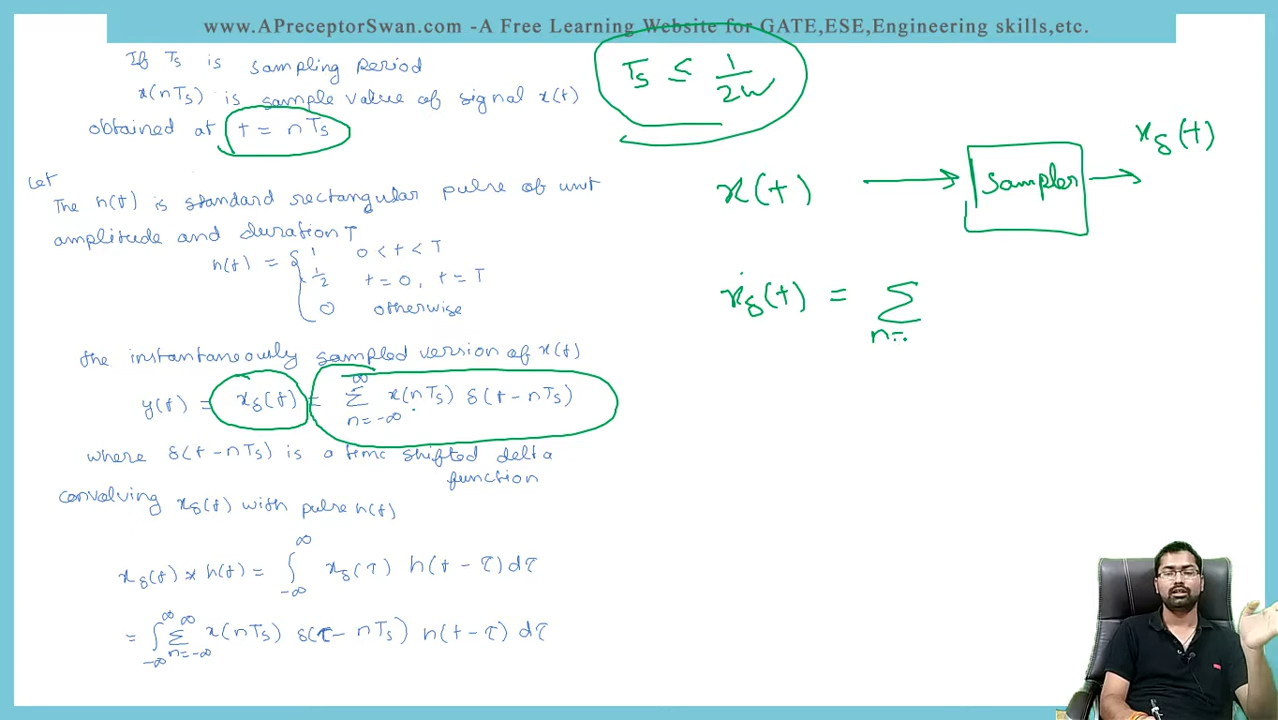 www.APreceptorSwan.com -A Free Learning Website for GATE,ESE,Engineering skills,etc.
If Ts is sampling period
x(nTs) is sample value of signal x(t)
obtained at t = nTs
Let
The h(t) is standard rectangular pulse of unit
amplitude and duration T
h(t) = { 1 0 < t < T
1/2 t = 0, t = T
0 otherwise
the instantaneously sampled version of x(t)
y(t) = xδ(t) = ∞ Σ n=-∞ x(nTs) δ(t - nTs)
where δ(t - nTs) is a time shifted delta
function
convolving xδ(t) with pulse h(t)
xδ(t) * h(t) = ∫ -∞ ∞ xδ(τ) h(t - τ) dτ
= ∫ -∞ ∞ Σ n=-∞ ∞ x(nTs) δ(τ - nTs) h(t - τ) dτ
Ts ≤ 1/2W
x(t) → Sampler → xδ(t)
xδ(t) = Σ
n=